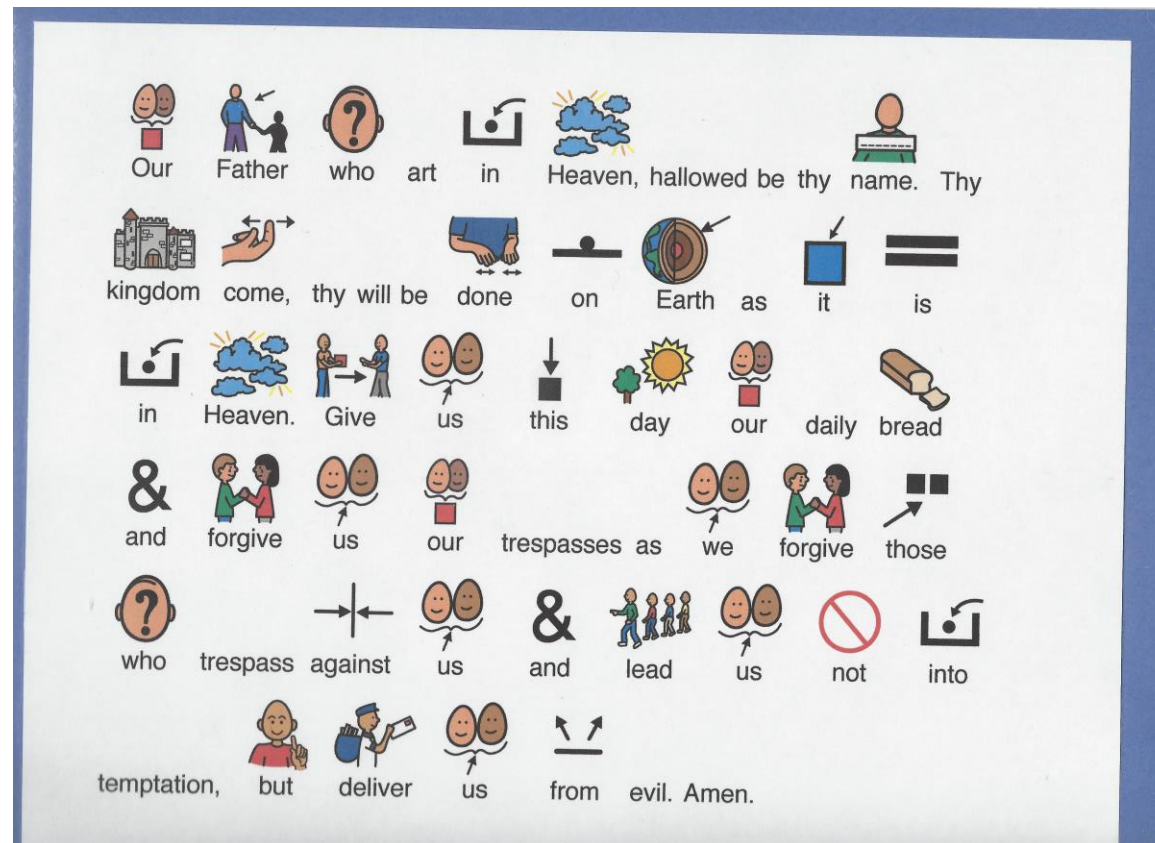 Our Father who art in Heaven, hallowed be thy name. Thy
kingdom come, thy will be done on Earth as it is
in Heaven. Give us this day our daily bread
& & and forgive us our trespasses as we forgive those
who trespass against us and lead us not into
temptation, but deliver us from evil. Amen.